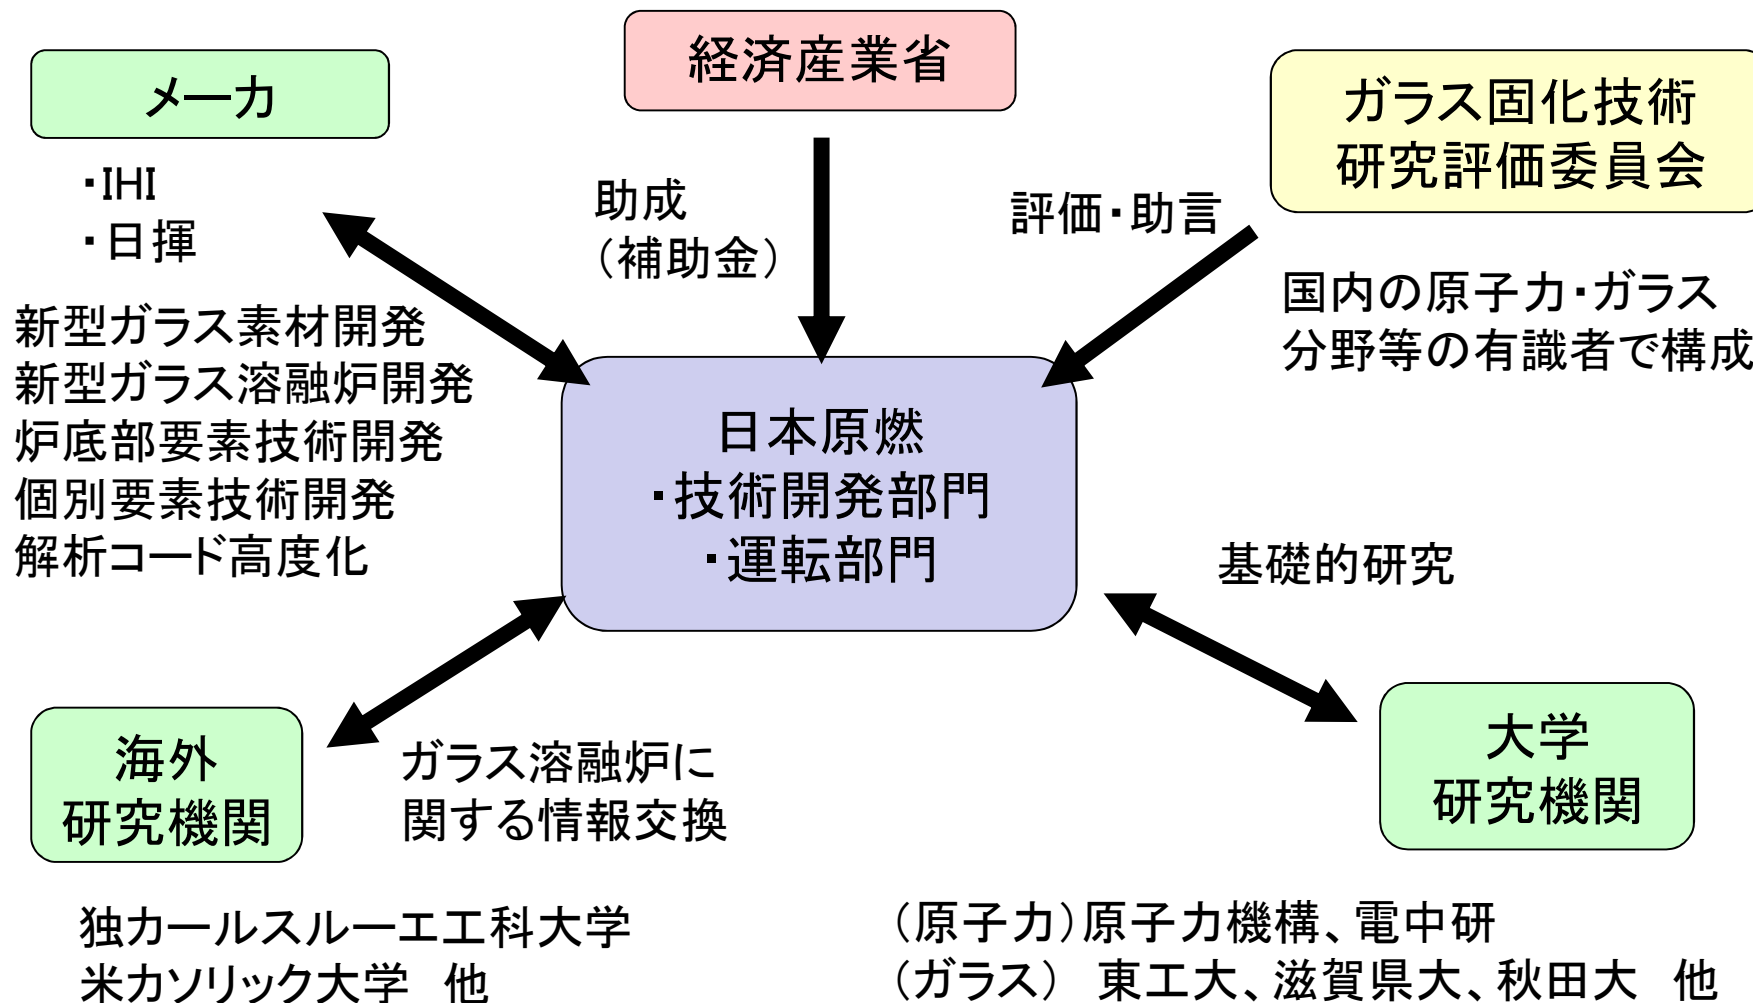 経済産業省
メーカ
・IHI
・日揮
新型ガラス素材開発
新型ガラス溶融炉開発
炉底部要素技術開発
個別要素技術開発
解析コード高度化
助成
（補助金）
評価・助言
ガラス固化技術
研究評価委員会
国内の原子力・ガラス
分野等の有識者で構成
日本原燃
・技術開発部門
・運転部門
基礎的研究
海外
研究機関
ガラス溶融炉に
関する情報交換
独カールスルーエ工科大学
米カソリック大学　他
大学
研究機関
（原子力）原子力機構、電中研
（ガラス）　東工大、滋賀県大、秋田大　他